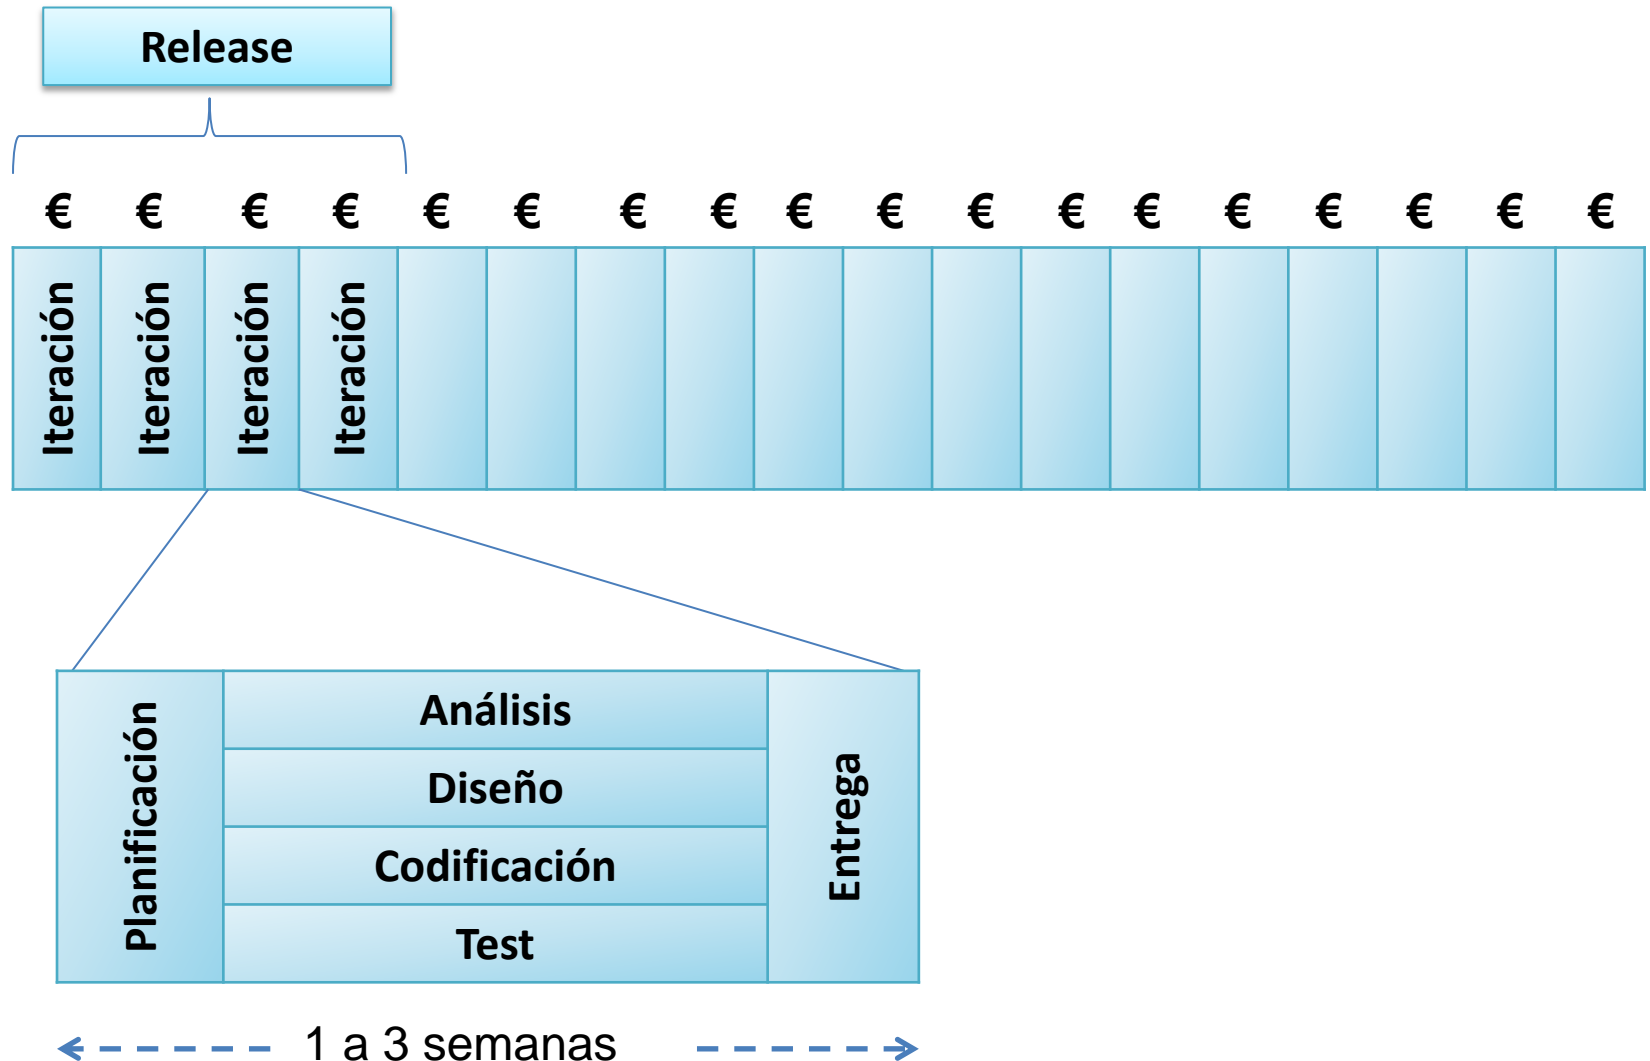 Release
€ € € € € € € € € € € € € € € € € €
Iteración
Iteración
Iteración
Iteración
Planificación
Análisis
Diseño
Codificación
Test
Entrega
1 a 3 semanas